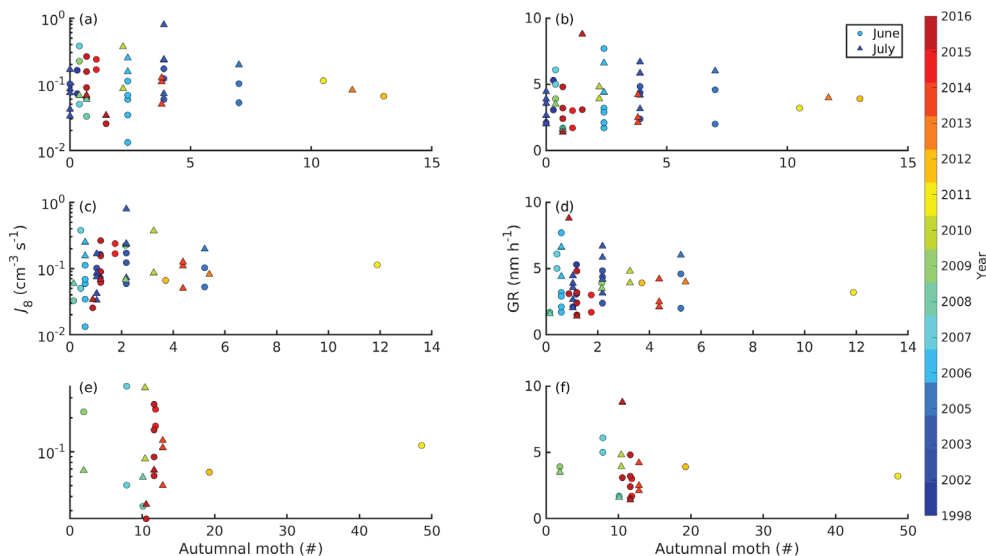 (a)
10^0
10^-1
10^-2
0 5 10 15
(b)
10
5
0
0 5 10 15
June
July
(c)
10^0
10^-1
10^-2
J_8 (cm^-3 s^-1)
0 2 4 6 8 10 12 14
(d)
10
5
0
GR (nm h^-1)
0 2 4 6 8 10 12 14
(e)
10^-1
0 10 20 30 40 50
Autumnal moth (#)
(f)
10
5
0
0 10 20 30 40 50
Autumnal moth (#)
2016
2015
2014
2013
2012
2011
2010
2009
2008
2007
2006
2005
2003
2002
1998
Year